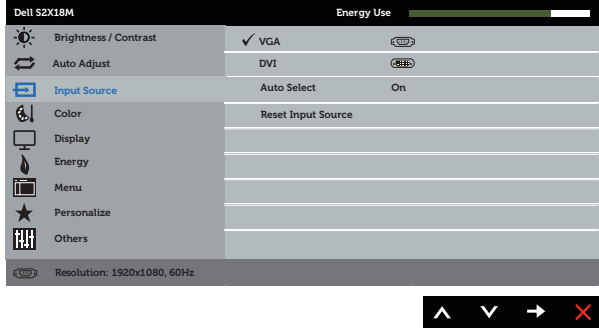 Dell S2X18M Energy Use
Brightness / Contrast
Auto Adjust
Input Source
Color
Display
Energy
Menu
Personalize
Others
VGA
DVI
Auto Select On
Reset Input Source
Resolution: 1920x1080, 60Hz